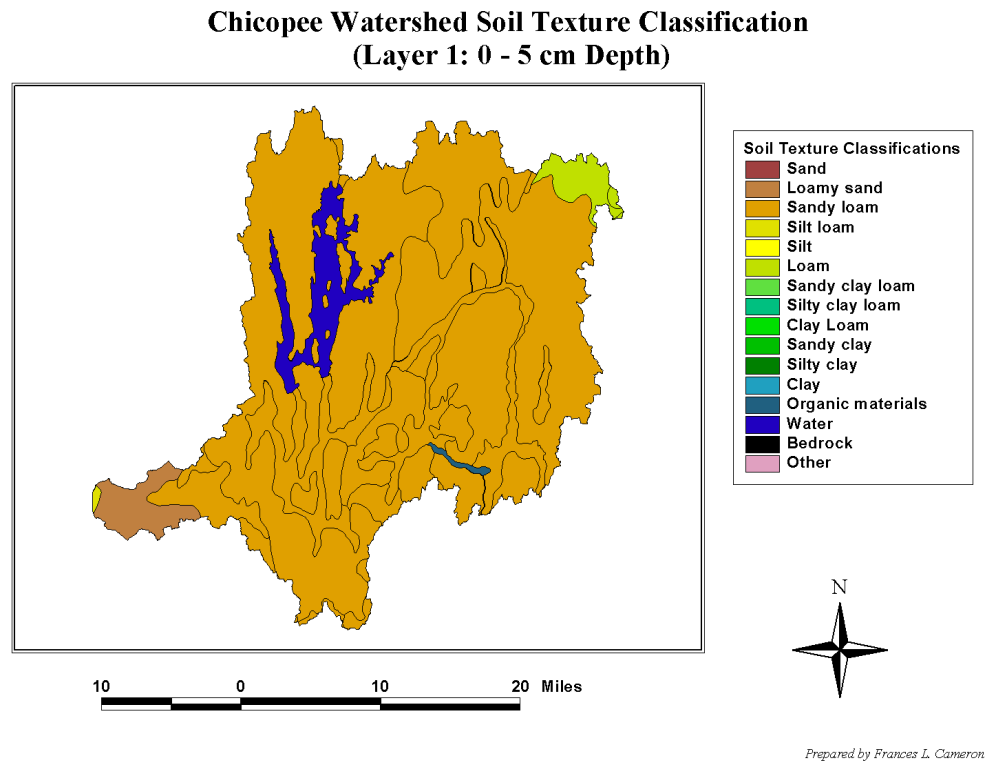 Chicopee Watershed Soil Texture Classification
(Layer 1: 0 - 5 cm Depth)
Soil Texture Classifications
Sand
Loamy sand
Sandy loam
Silt loam
Silt
Loam
Sandy clay loam
Silty clay loam
Clay Loam
Sandy clay
Silty clay
Clay
Organic materials
Water
Bedrock
Other
N
10 0 10 20 Miles
Prepared by Frances L. Cameron